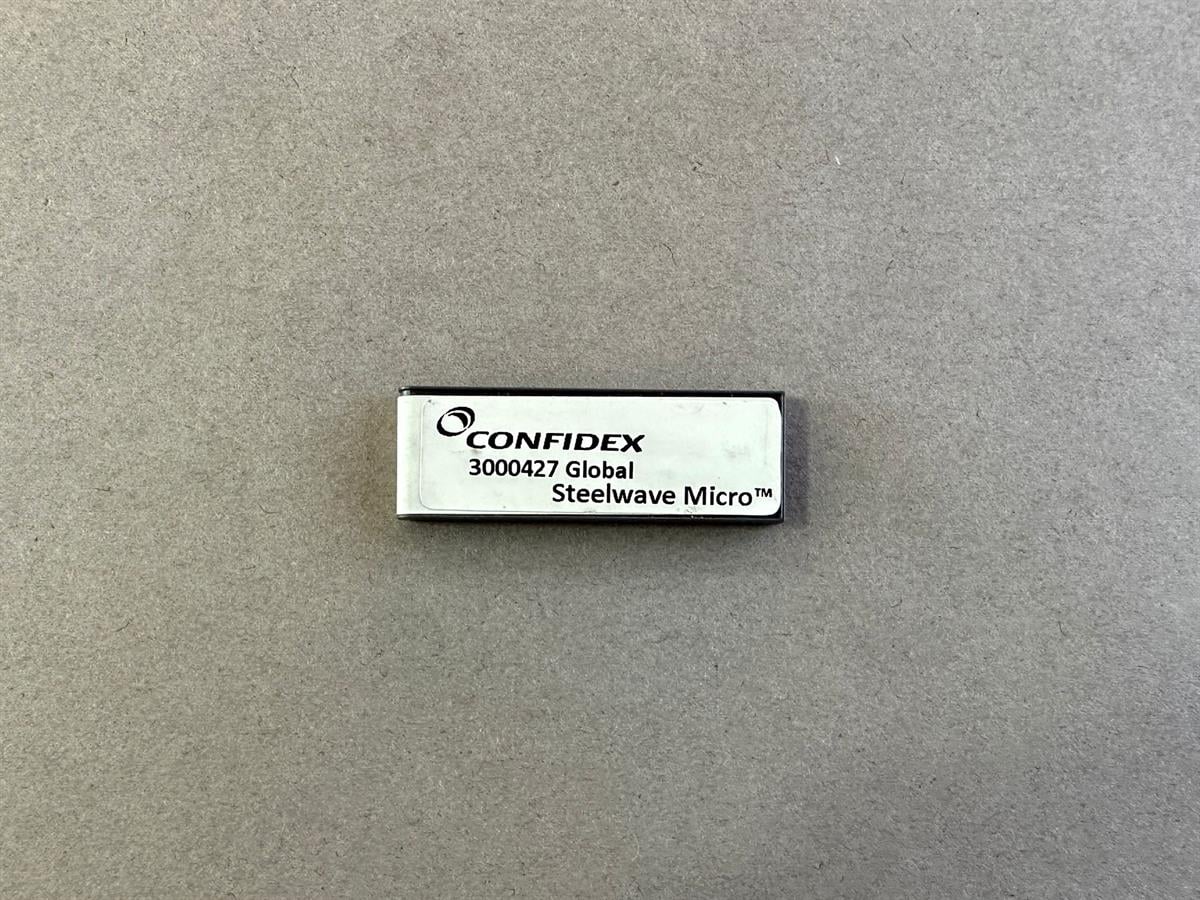 CONFIDEX
3000427 Global
Steelwave Micro™